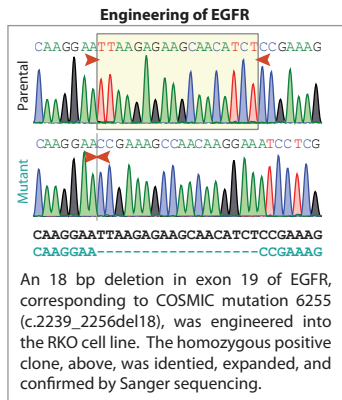 Engineering of EGFR
Parental
CAAGGAATTAAGAGAAGCAACATCTCCGAAAG
Mutant
CAAGGAACCGAAAGCCAACAAGGAAATCCTCG
CAAGGAATTAAGAGAAGCAACATCTCCGAAAG
CAAGGAA------------------CCGAAAG
An 18 bp deletion in exon 19 of EGFR,
corresponding to COSMIC mutation 6255
(c.2239_2256del18), was engineered into
the RKO cell line. The homozygous positive
clone, above, was identied, expanded, and
confirmed by Sanger sequencing.